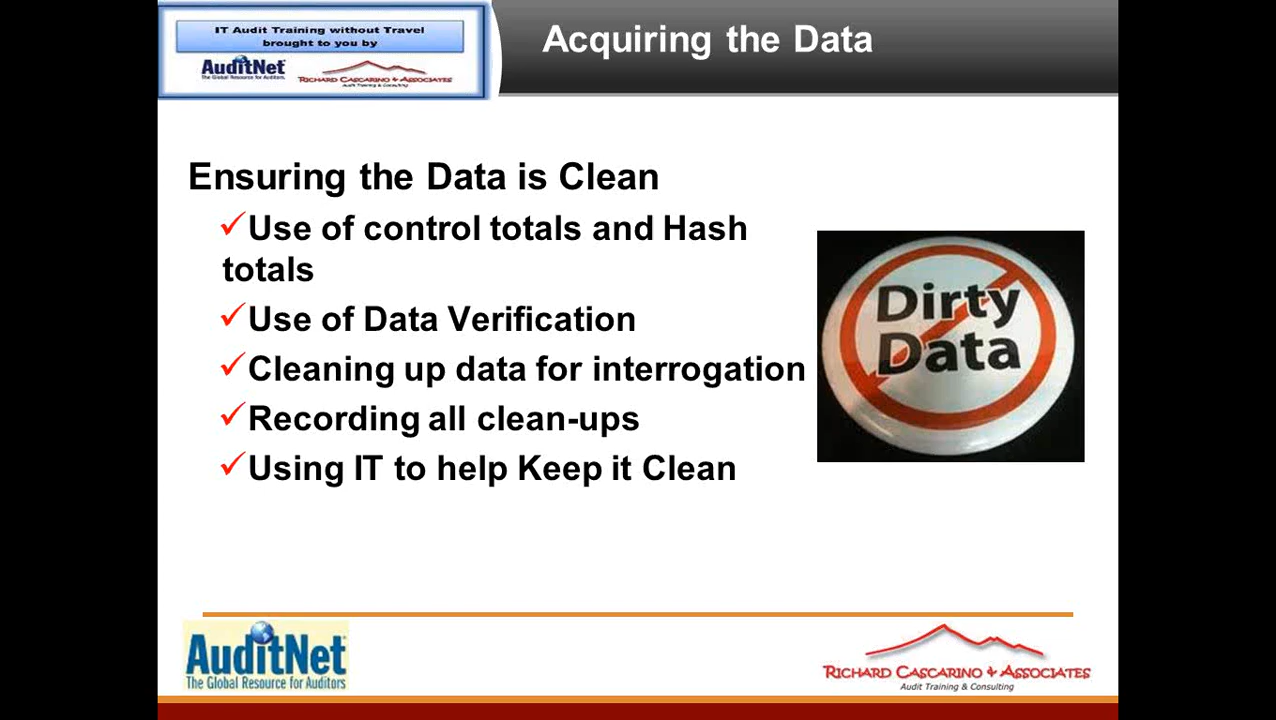 IT Audit Training without Travel
brought to you by
AuditNet
The Global Resource for Auditors
RICHARD CASCARINO & ASSOCIATES
Audit Training & Consulting
Acquiring the Data
Ensuring the Data is Clean
Use of control totals and Hash
totals
Use of Data Verification
Cleaning up data for interrogation
Recording all clean-ups
Using IT to help Keep it Clean
Dirty
Data
AuditNet
The Global Resource for Auditors
RICHARD CASCARINO & ASSOCIATES
Audit Training & Consulting